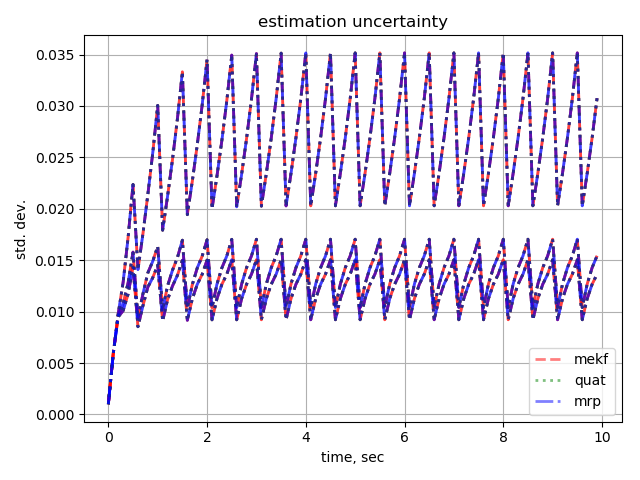 estimation uncertainty
std. dev.
0.035
0.030
0.025
0.020
0.015
0.010
0.005
0.000
mekf
quat
mrp
0 2 4 6 8 10
time, sec